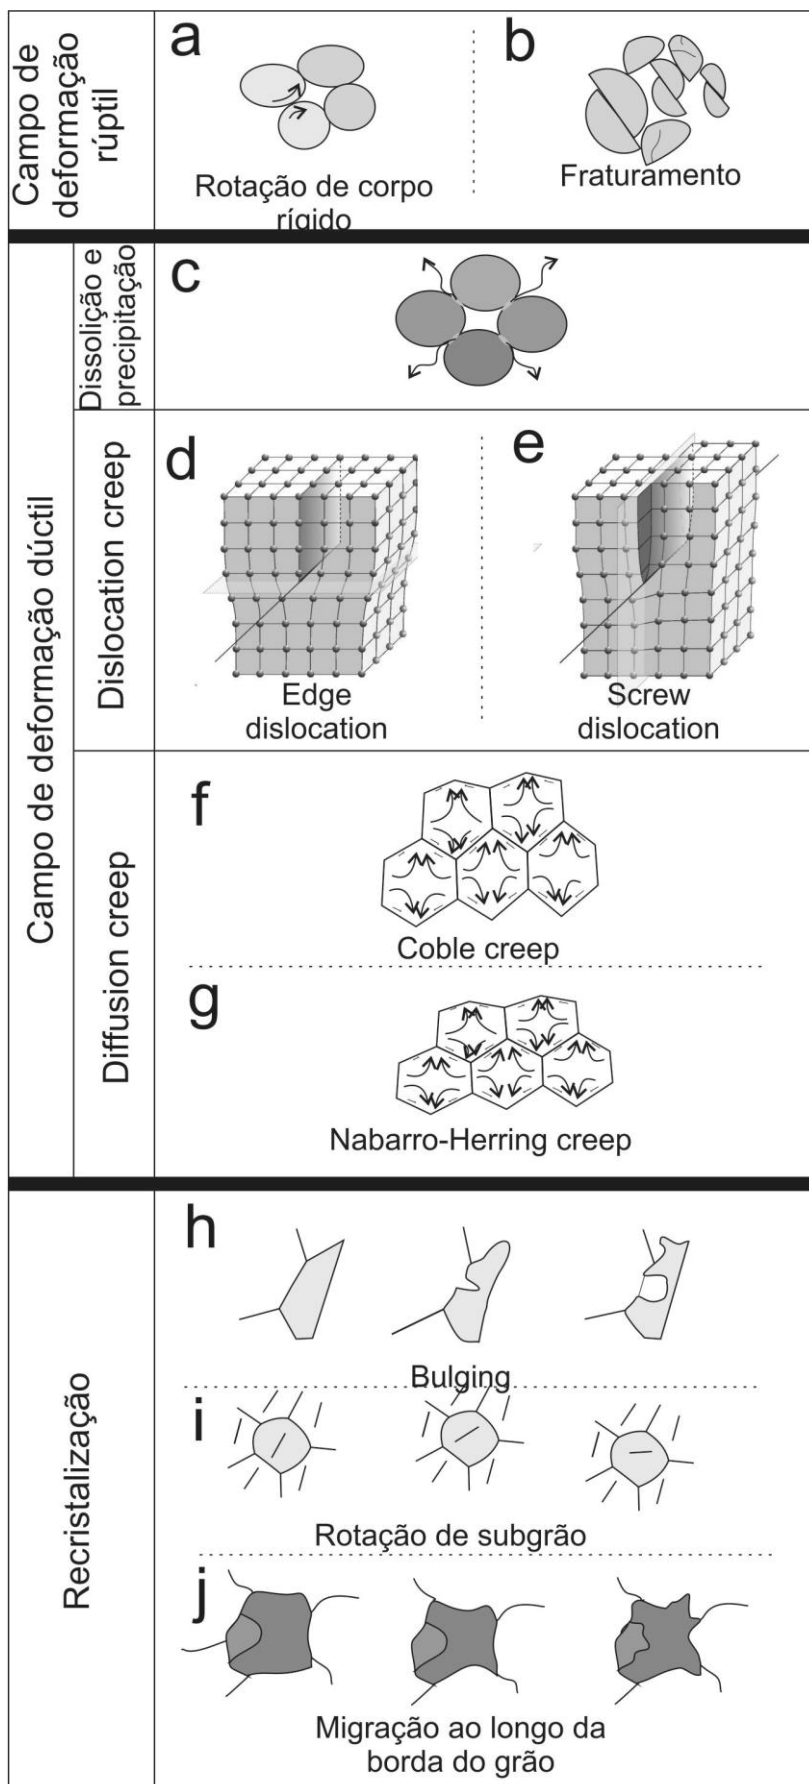 Campo de
deformação
rúptil
a
Rotação de corpo
rígido
b
Fraturamento
Campo de deformação dúctil
Dissolição e
precipitação
c
Dislocation creep
d
Edge
dislocation
e
Screw
dislocation
Diffusion creep
f
Coble creep
g
Nabarro-Herring creep
Recristalização
h
Bulging
i
Rotação de subgrão
j
Migração ao longo da
borda do grão